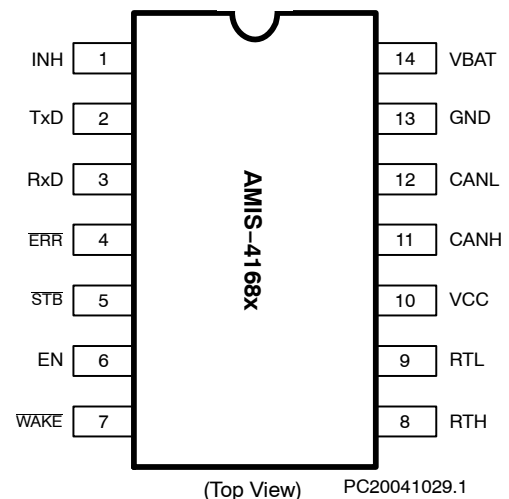 INH 1 14 VBAT
TxD 2 13 GND
RxD 3 12 CANL
ERR 4 11 CANH
STB 5 10 VCC
EN 6 9 RTL
WAKE 7 8 RTH
AMIS−4168x
(Top View) PC20041029.1